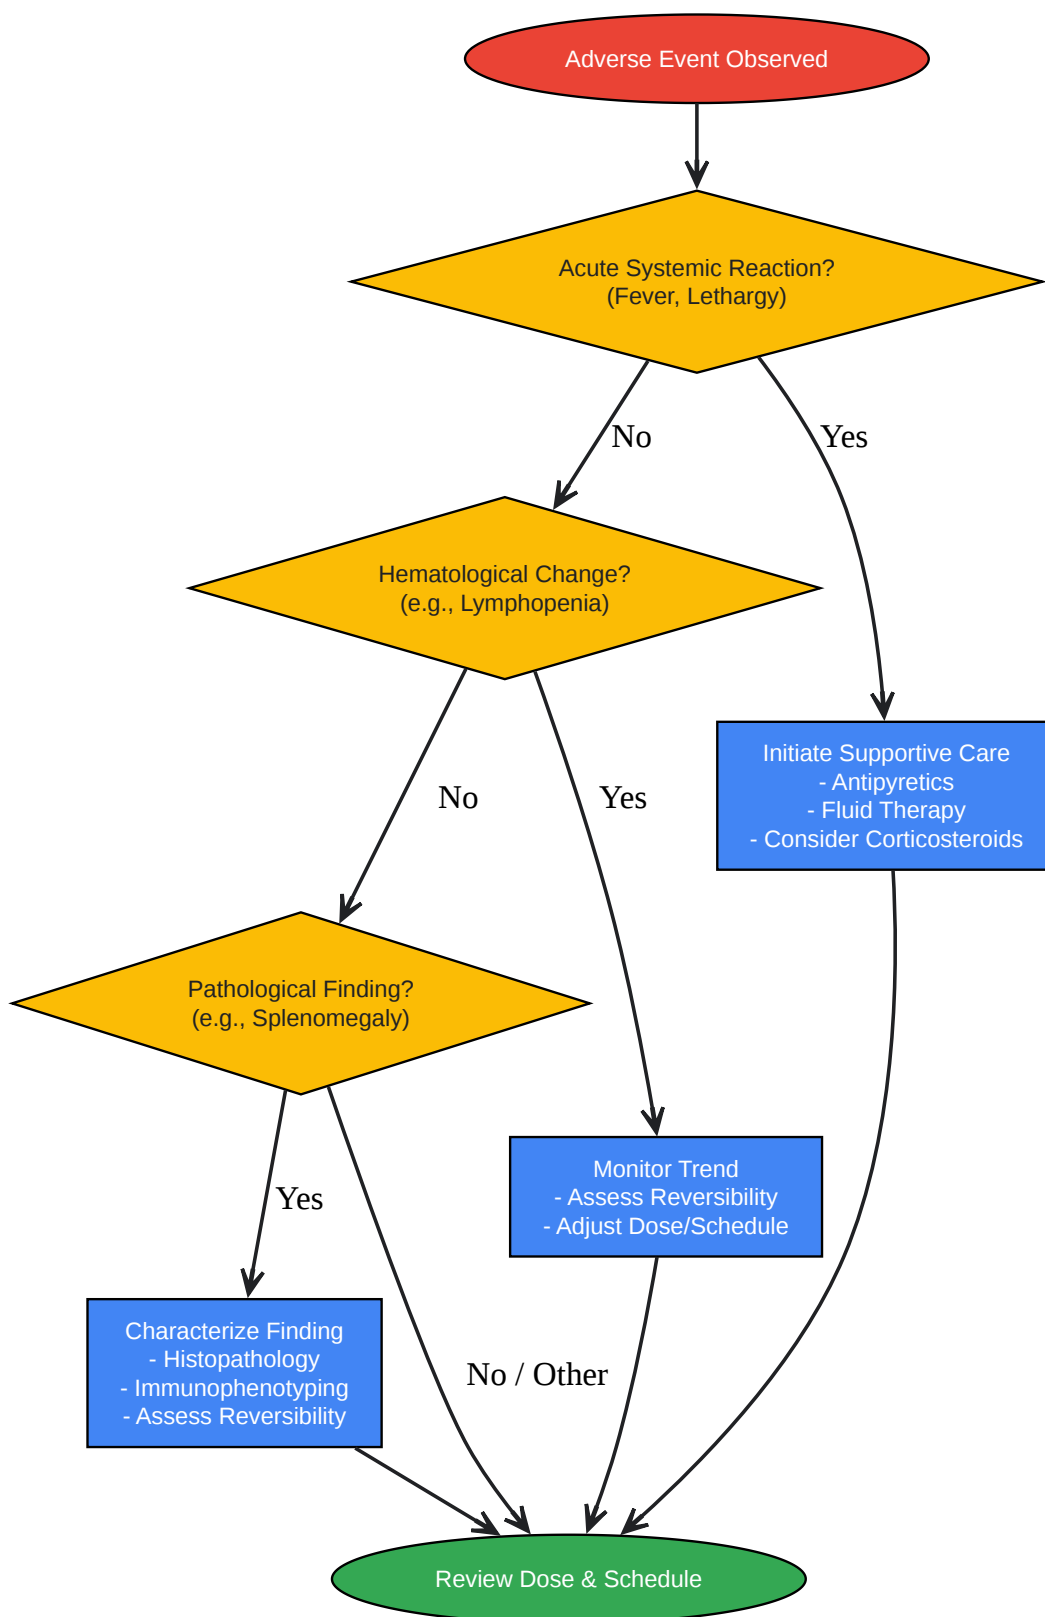 Adverse Event Observed
Acute Systemic Reaction?
(Fever, Lethargy)
No
Yes
Hematological Change?
(e.g., Lymphopenia)
Initiate Supportive Care
- Antipyretics
- Fluid Therapy
- Consider Corticosteroids
No
Yes
Pathological Finding?
(e.g., Splenomegaly)
Monitor Trend
- Assess Reversibility
- Adjust Dose/Schedule
Yes
Characterize Finding
- Histopathology
- Immunophenotyping
- Assess Reversibility
No / Other
Review Dose & Schedule